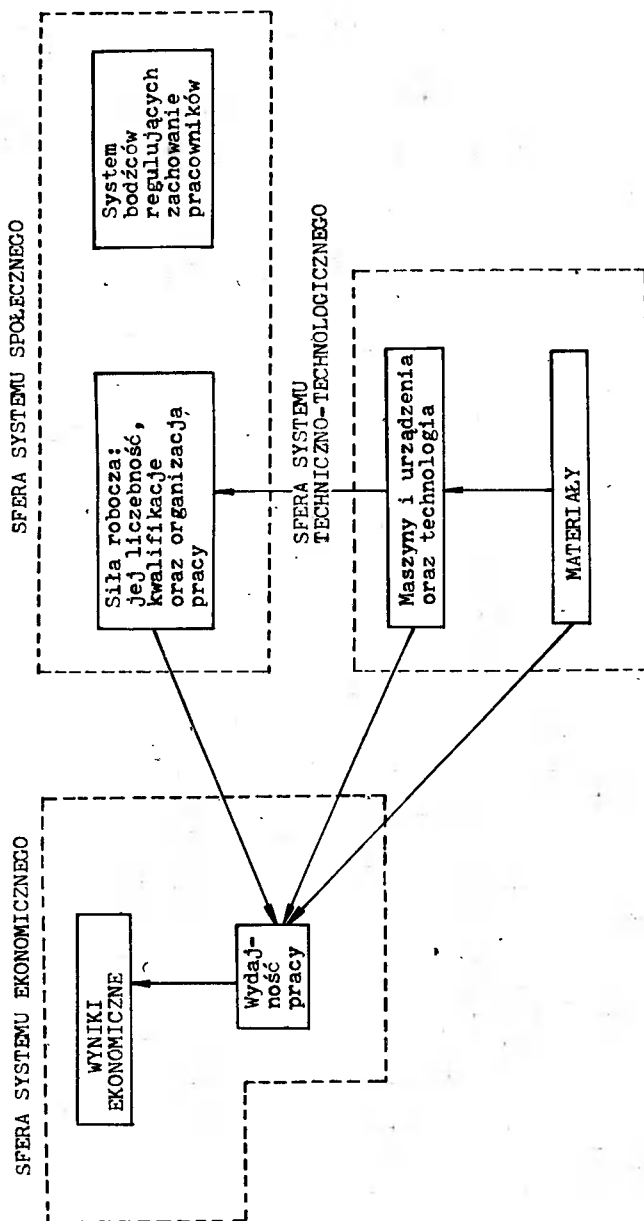 SFERA SYSTEMU EKONOMICZNEGO
WYNIKI
EKONOMICZNE
Wydaj-
ność
pracy
SFERA SYSTEMU SPOŁECZNEGO
Siła robocza:
jej liczebność,
kwalifikacje
oraz organizacja
pracy
System
bodźców
regulujących
zachowanie
pracowników
SFERA SYSTEMU
TECHNICZNO-TECHNOLOGICZNEGO
Maszyny i urządzenia
oraz technologia
MATERIAŁY